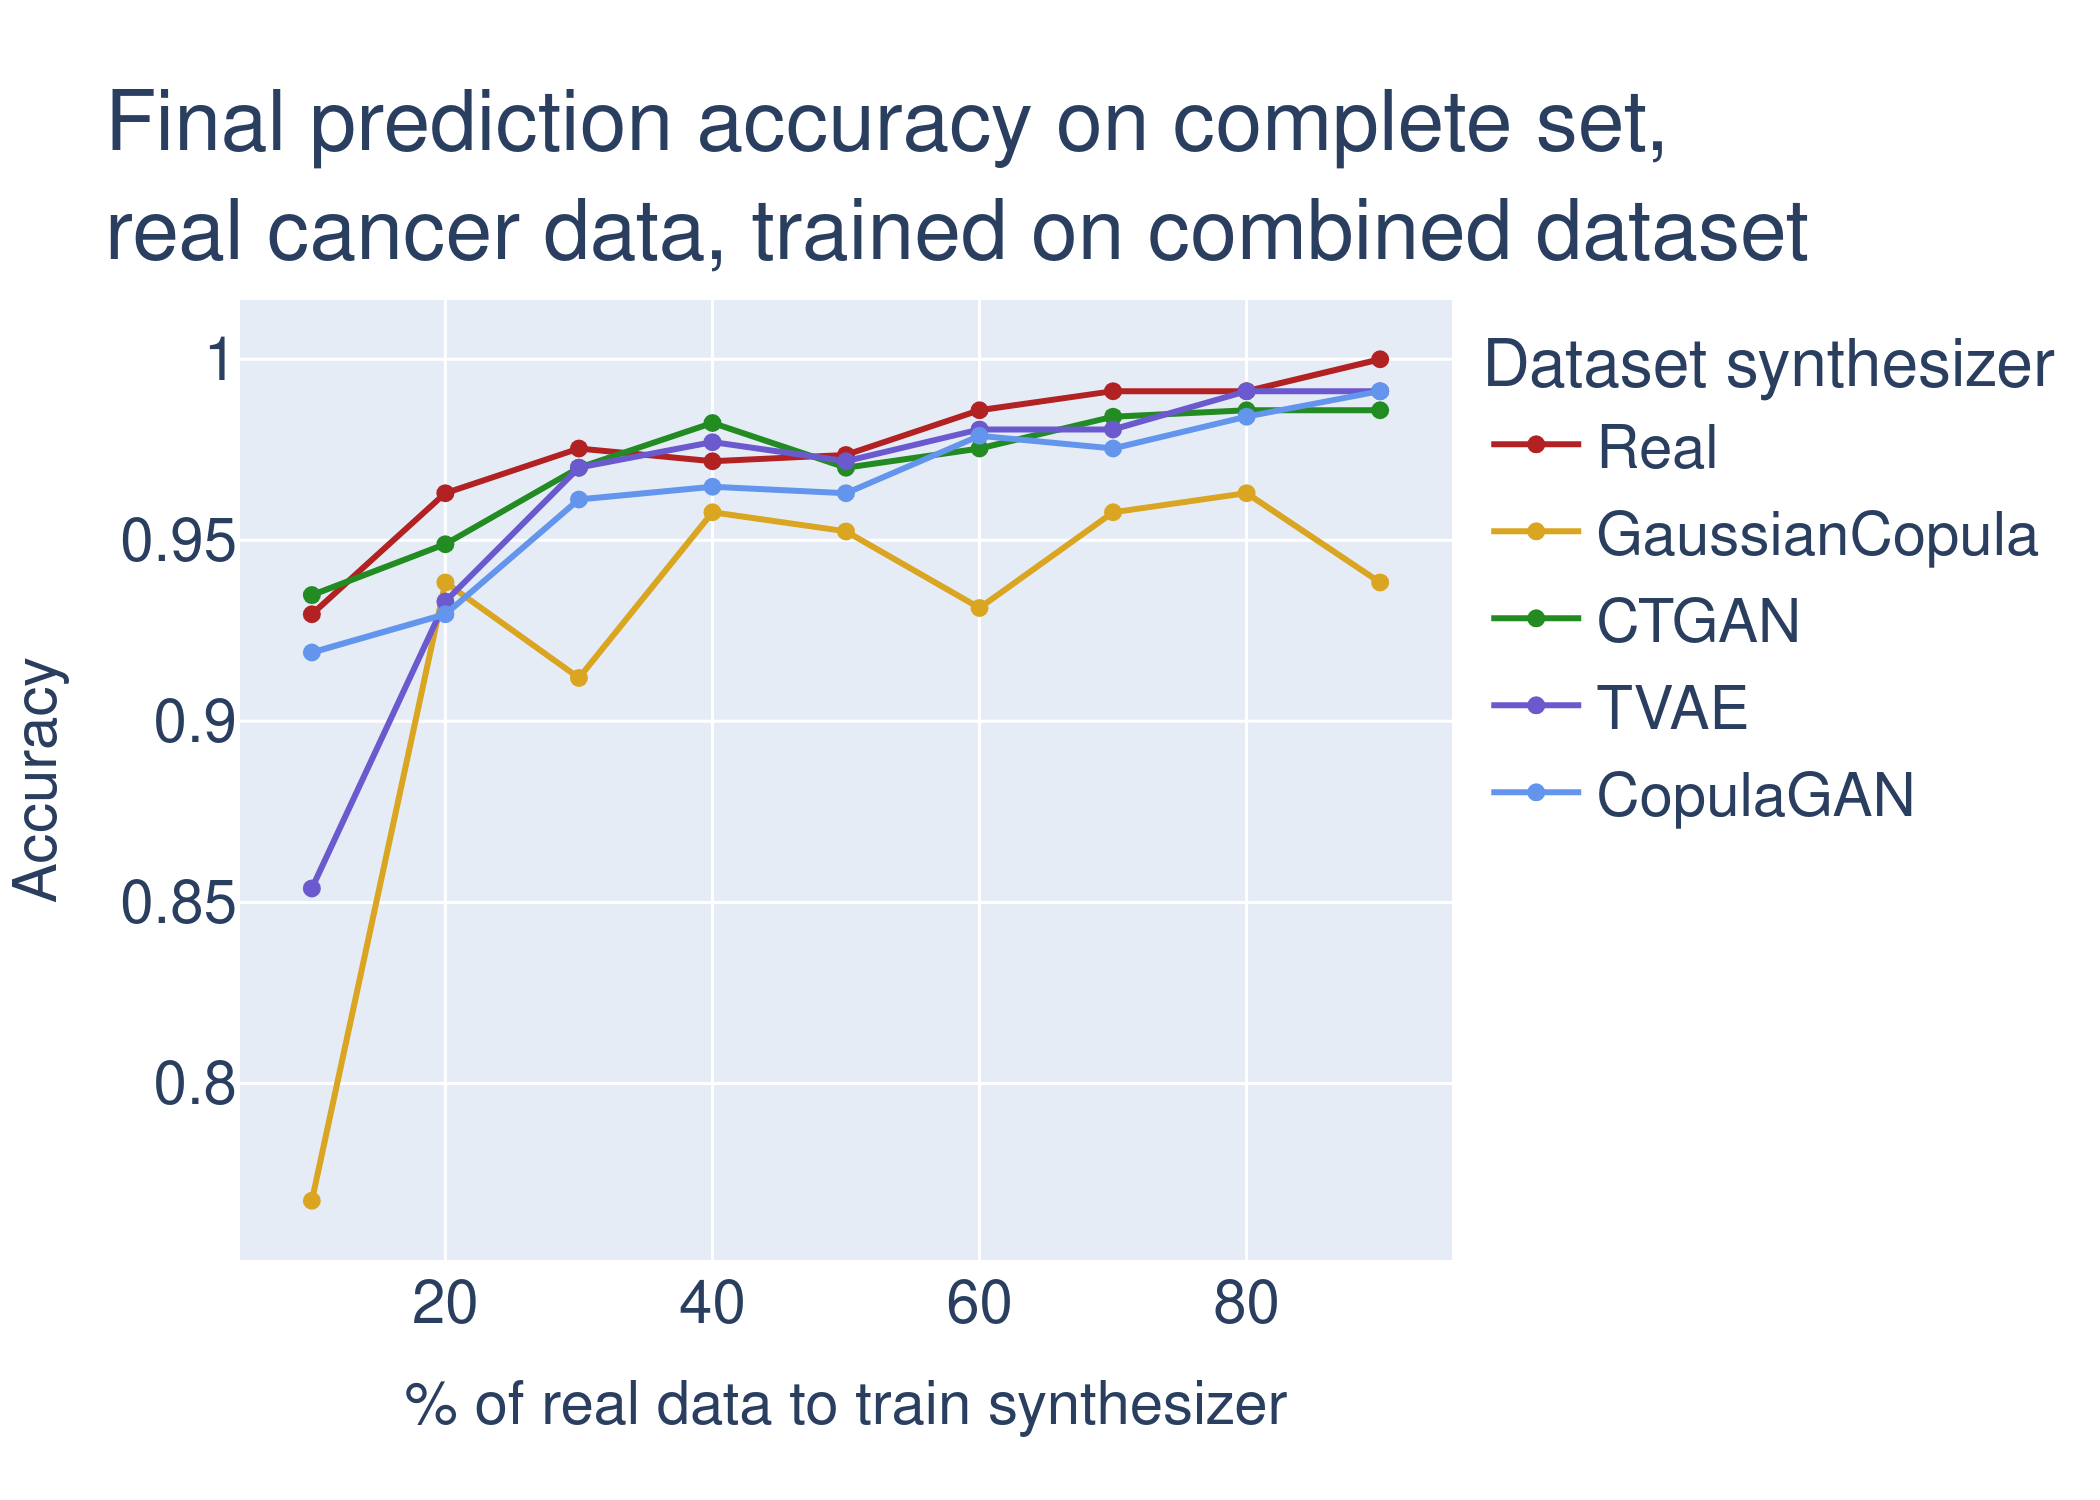 Final prediction accuracy on complete set,
real cancer data, trained on combined dataset
Accuracy
1
0.95
0.9
0.85
0.8
20 40 60 80
% of real data to train synthesizer
Dataset synthesizer
Real
GaussianCopula
CTGAN
TVAE
CopulaGAN